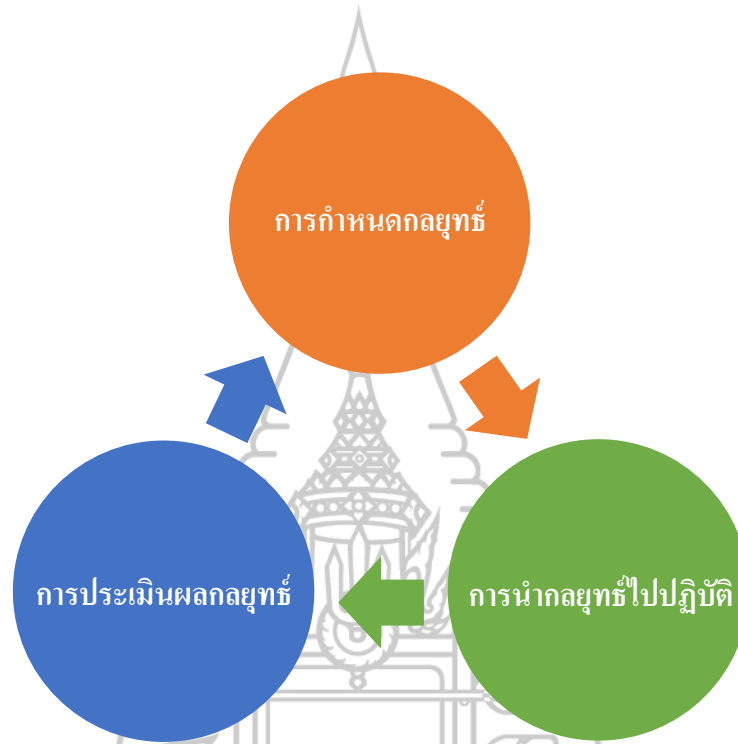 การกำหนดกลยุทธ์
การประเมินผลกลยุทธ์
การนำกลยุทธ์ไปปฏิบัติ